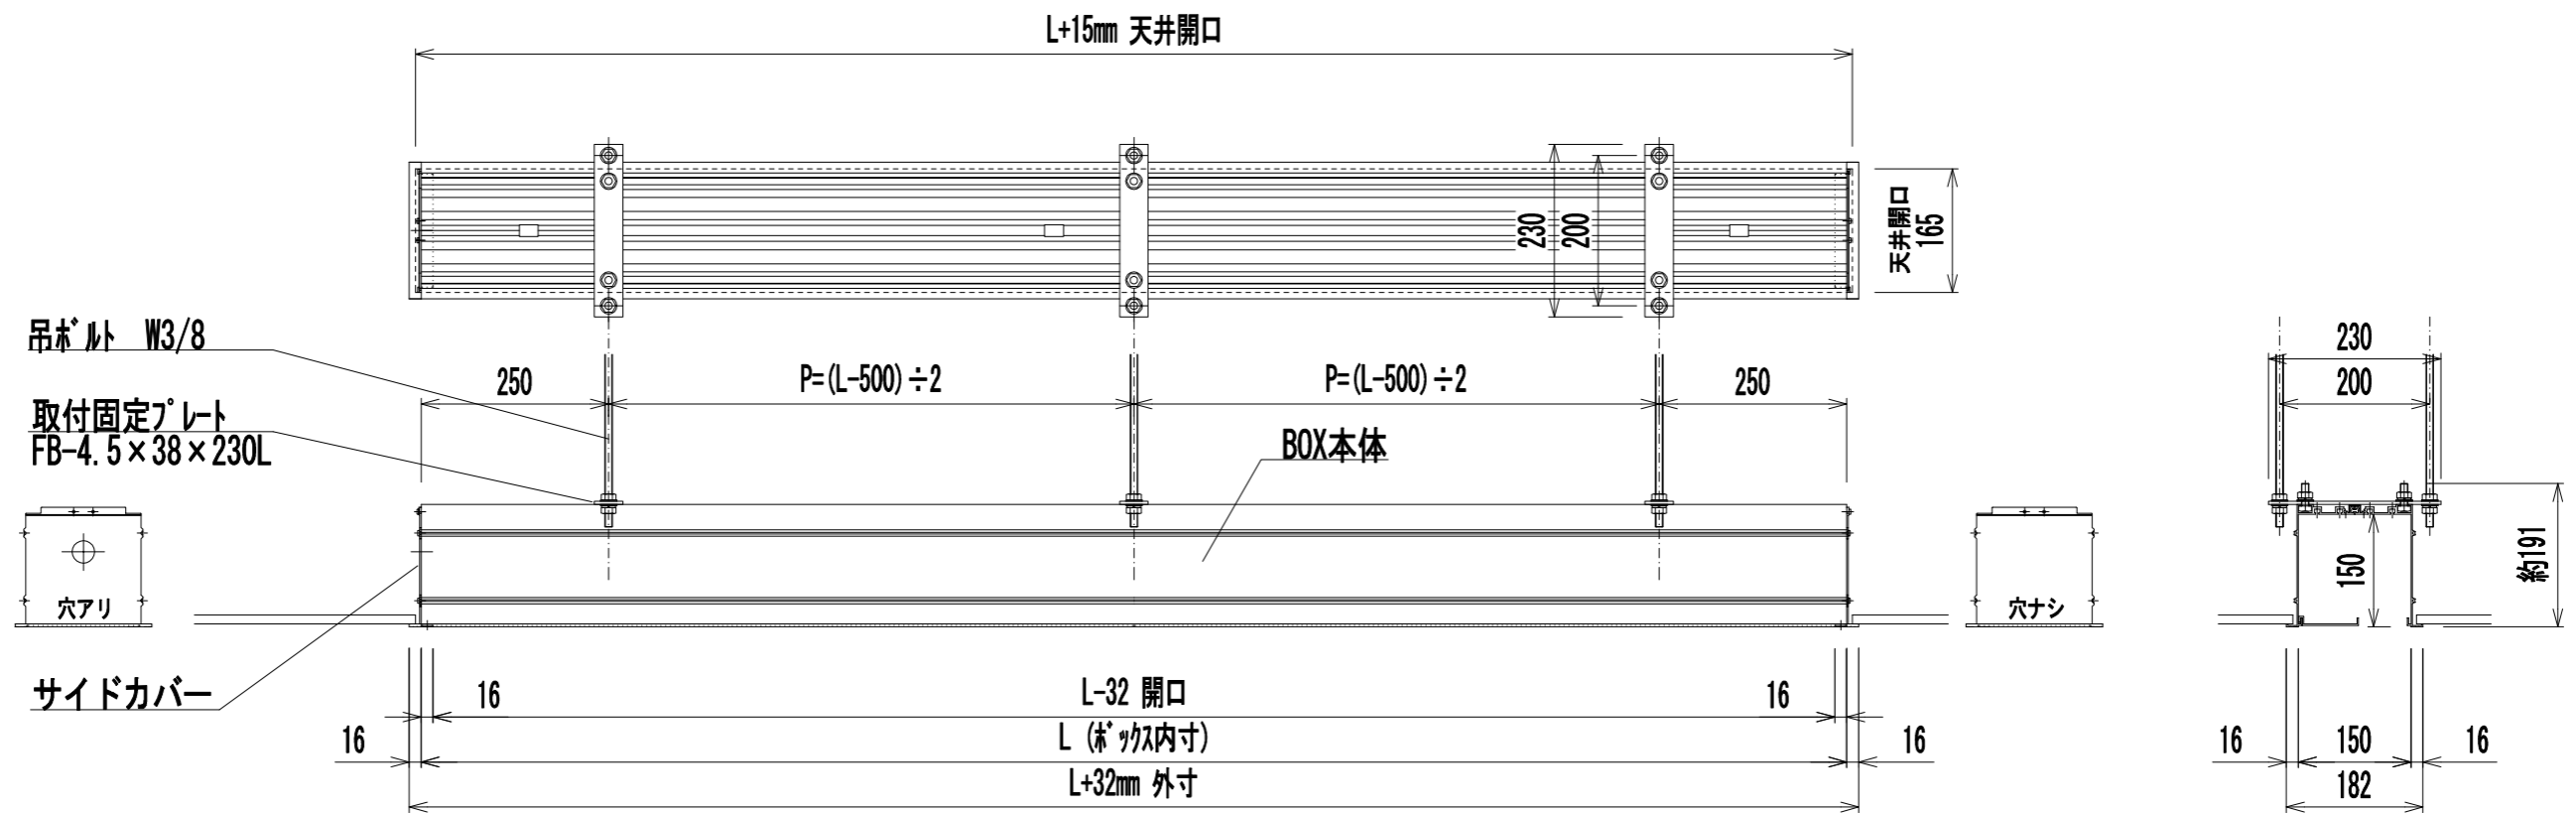 L+15mm 天井開口
230
200
天井開口
165
吊ボルト W3/8
取付固定プレート
FB-4.5×38×230L
250
P=(L-500)÷2
P=(L-500)÷2
250
BOX本体
230
200
穴アリ
穴ナシ
150
約191
サイドカバー
16
L-32 開口
16
16
L (ボックス内寸)
16
L+32mm 外寸
16
150
16
182